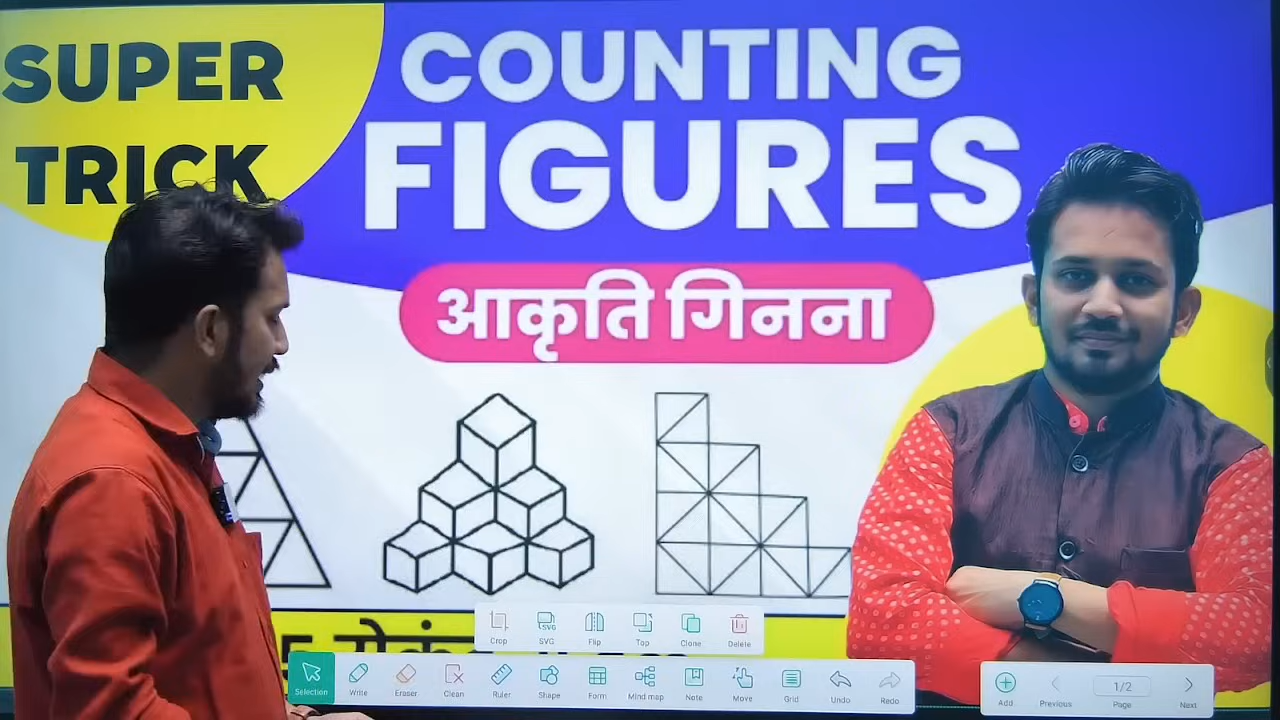 SUPER
TRICK
COUNTING
FIGURES
आकृति गिनना
Crop SVG Flip Top Clone Delete
Selection Write Eraser Clean Ruler Shape Form Mind map Note Move Grid Undo Redo
Add Previous 1/2 Page Next